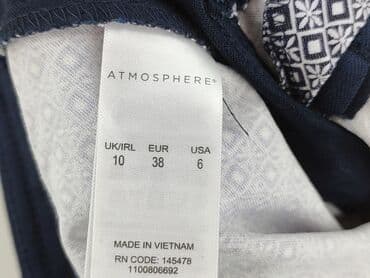 ATMOSPHERE®
UK/IRL EUR USA
10 38 6
MADE IN VIETNAM
RN CODE: 145478
1100806692